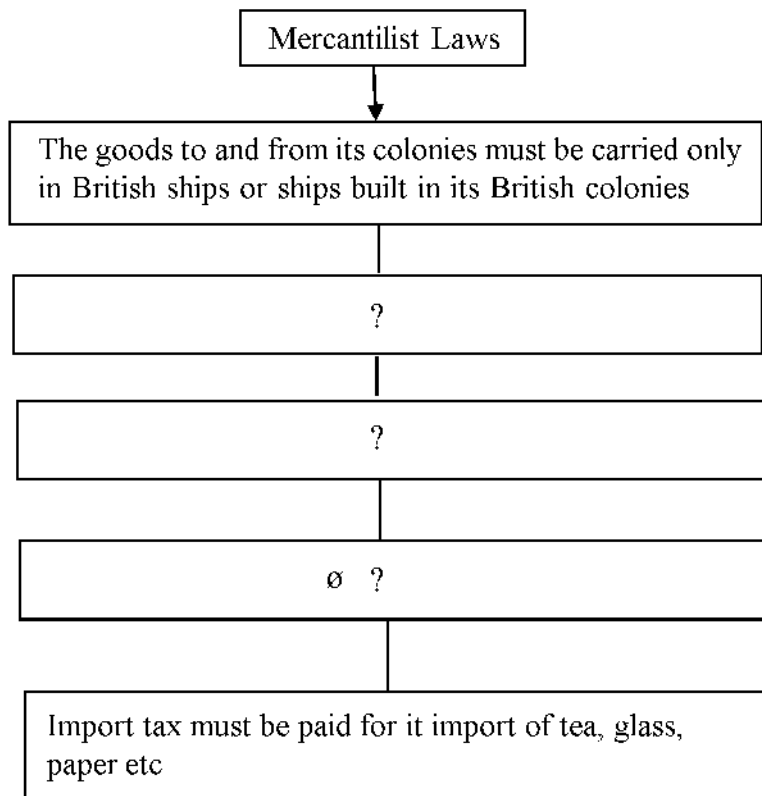 Mercantilist Laws
The goods to and from its colonies must be carried only
in British ships or ships built in its British colonies
?
?
ø ?
Import tax must be paid for it import of tea, glass,
paper etc